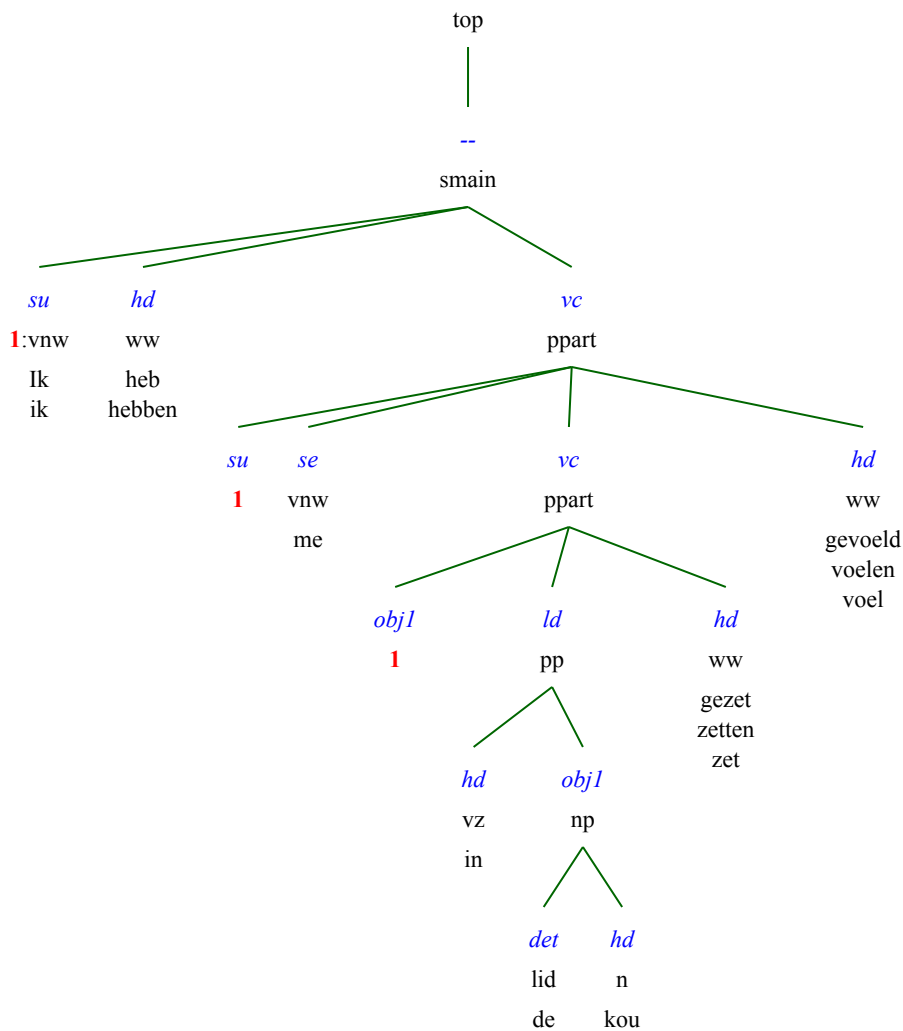 top
--
smain
su hd vc
1:vnw ww ppart
Ik heb
ik hebben
su se vc hd
1 vnw ppart ww
me gevoeld
voelen
voel
obj1 ld hd
1 pp ww
gezet
zetten
zet
hd obj1
vz np
in
det hd
lid n
de kou